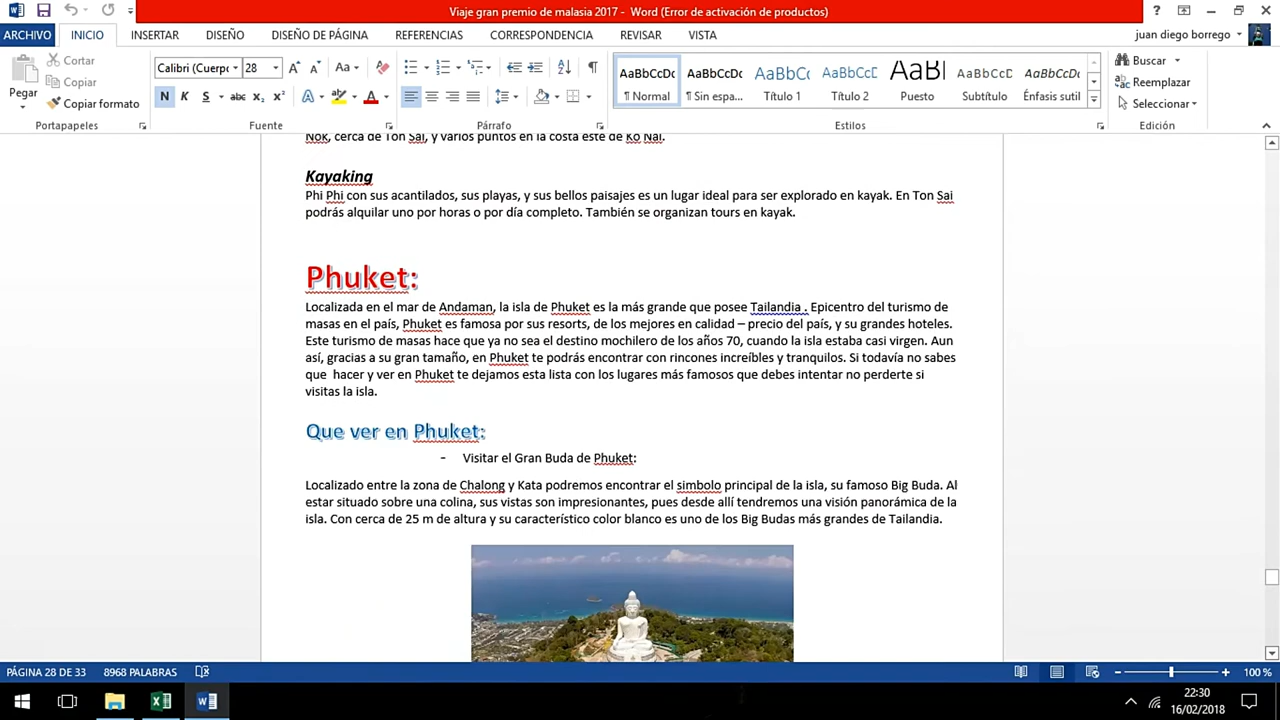 Viaje gran premio de malasia 2017 - Word (Error de activación de productos)
ARCHIVO INICIO INSERTAR DISEÑO DISEÑO DE PÁGINA REFERENCIAS CORRESPONDENCIA REVISAR VISTA juan diego borrego
Pegar
Cortar
Copiar
Copiar formato
Portapapeles
Calibri (Cuerp 28
N K S abc x₂ x²
Fuente
Párrafo
AaBbCcDc AaBbCcDc AaBbC AaBbCcD AaBb AaBbCcD AaBbCcDc
¶ Normal ¶ Sin espa... Título 1 Título 2 Puesto Subtítulo Énfasis sutil
Estilos
Buscar
Reemplazar
Seleccionar
Edición
Nok, cerca de Ton Sai, y varios puntos en la costa este de Ko Nai.
Kayaking
Phi Phi con sus acantilados, sus playas, y sus bellos paisajes es un lugar ideal para ser explorado en kayak. En Ton Sai
podrás alquilar uno por horas o por día completo. También se organizan tours en kayak.
Phuket:
Localizada en el mar de Andaman, la isla de Phuket es la más grande que posee Tailandia . Epicentro del turismo de
masas en el país, Phuket es famosa por sus resorts, de los mejores en calidad – precio del país, y su grandes hoteles.
Este turismo de masas hace que ya no sea el destino mochilero de los años 70, cuando la isla estaba casi virgen. Aun
así, gracias a su gran tamaño, en Phuket te podrás encontrar con rincones increíbles y tranquilos. Si todavía no sabes
que hacer y ver en Phuket te dejamos esta lista con los lugares más famosos que debes intentar no perderte si
visitas la isla.
Que ver en Phuket:
- Visitar el Gran Buda de Phuket:
Localizado entre la zona de Chalong y Kata podremos encontrar el simbolo principal de la isla, su famoso Big Buda. Al
estar situado sobre una colina, sus vistas son impresionantes, pues desde allí tendremos una visión panorámica de la
isla. Con cerca de 25 m de altura y su característico color blanco es uno de los Big Budas más grandes de Tailandia.
PÁGINA 28 DE 33 8968 PALABRAS 100 %
22:30
16/02/2018